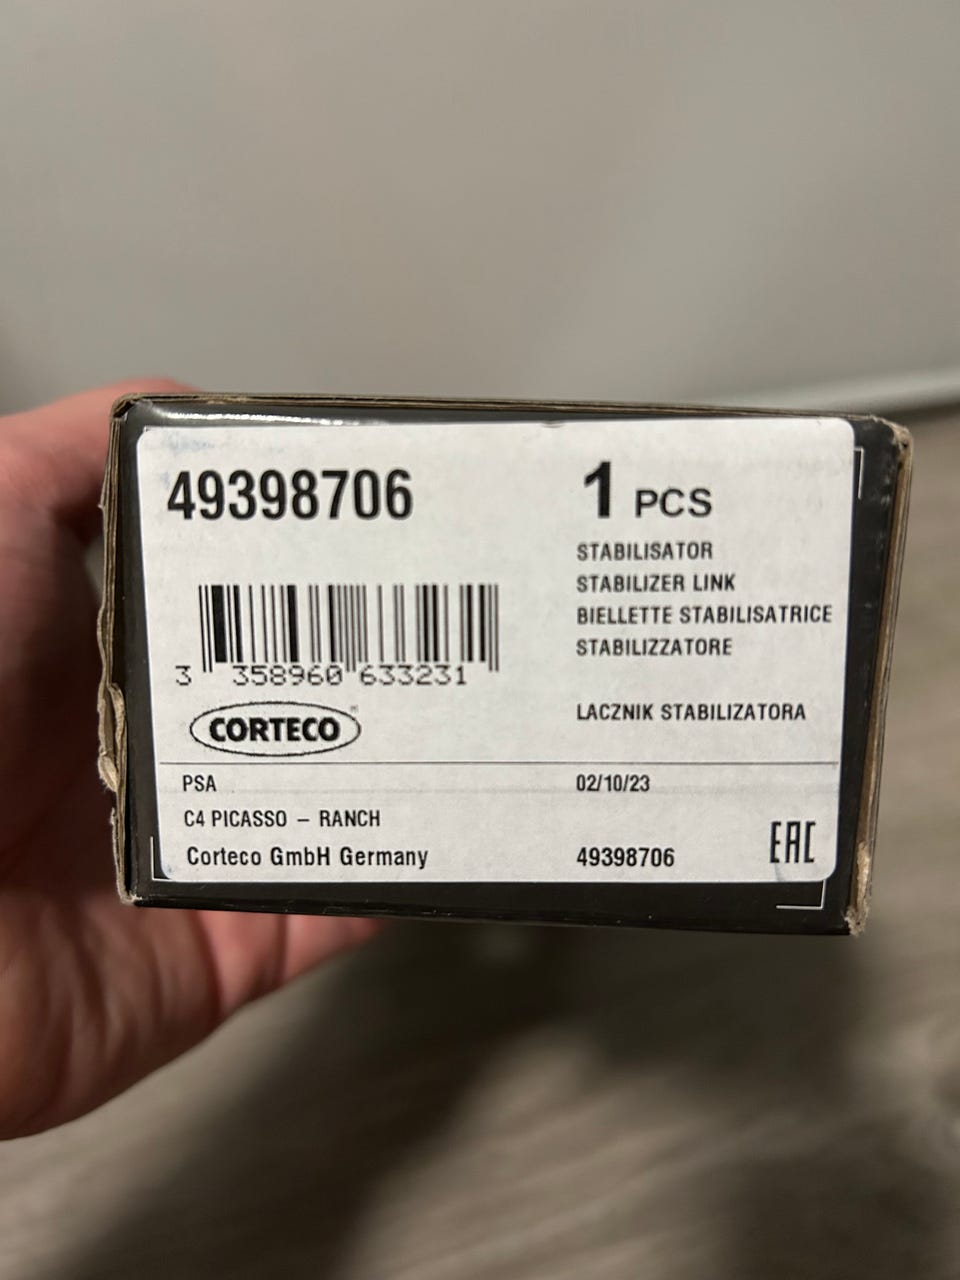 49398706
1 PCS
STABILISATOR
STABILIZER LINK
BIELLETTE STABILISATRICE
STABILIZZATORE
LACZNIK STABILIZATORA
3 358960 633231
CORTECO®
PSA
02/10/23
C4 PICASSO – RANCH
Corteco GmbH Germany
49398706
EAC